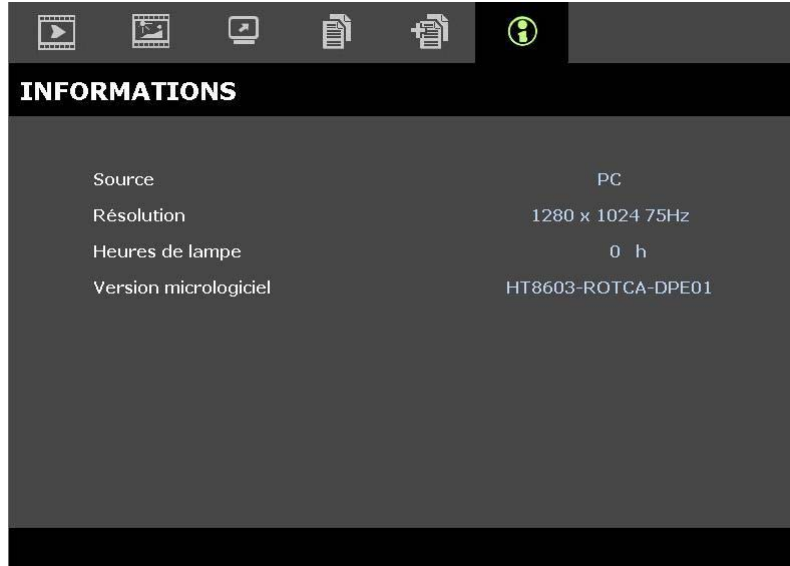 INFORMATIONS
Source PC
Résolution 1280 x 1024 75Hz
Heures de lampe 0 h
Version micrologiciel HT8603-ROTCA-DPE01